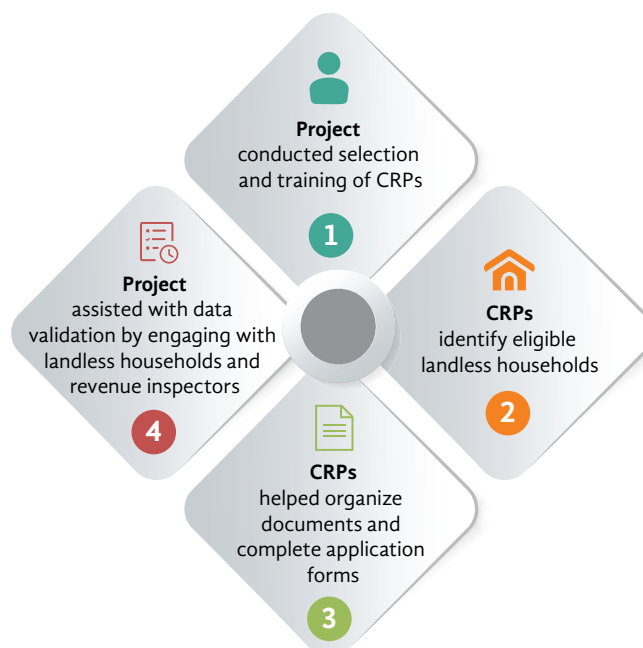 Project
conducted selection
and training of CRPs
1
CRPs
identify eligible
landless households
2
CRPs
helped organize
documents and
complete application
forms
3
Project
assisted with data
validation by engaging with
landless households and
revenue inspectors
4